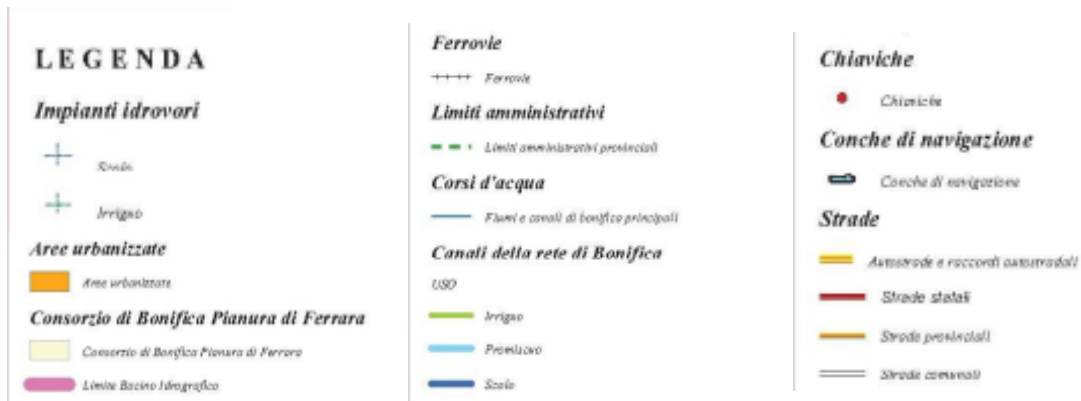 LEGENDA
Impianti idrovori
Scolo
Irriguo
Aree urbanizzate
Aree urbanizzate
Consorzio di Bonifica Pianura di Ferrara
Consorzio di Bonifica Pianura di Ferrara
Limite Bacino Idrografico
Ferrovie
Ferrovie
Limiti amministrativi
Limiti amministrativi provinciali
Corsi d'acqua
Fiumi e canali di bonifica principali
Canali della rete di Bonifica
USO
Irriguo
Promiscuo
Scolo
Chiaviche
Chiaviche
Conche di navigazione
Conche di navigazione
Strade
Autostrade e raccordi autostradali
Strade statali
Strade provinciali
Strade comunali